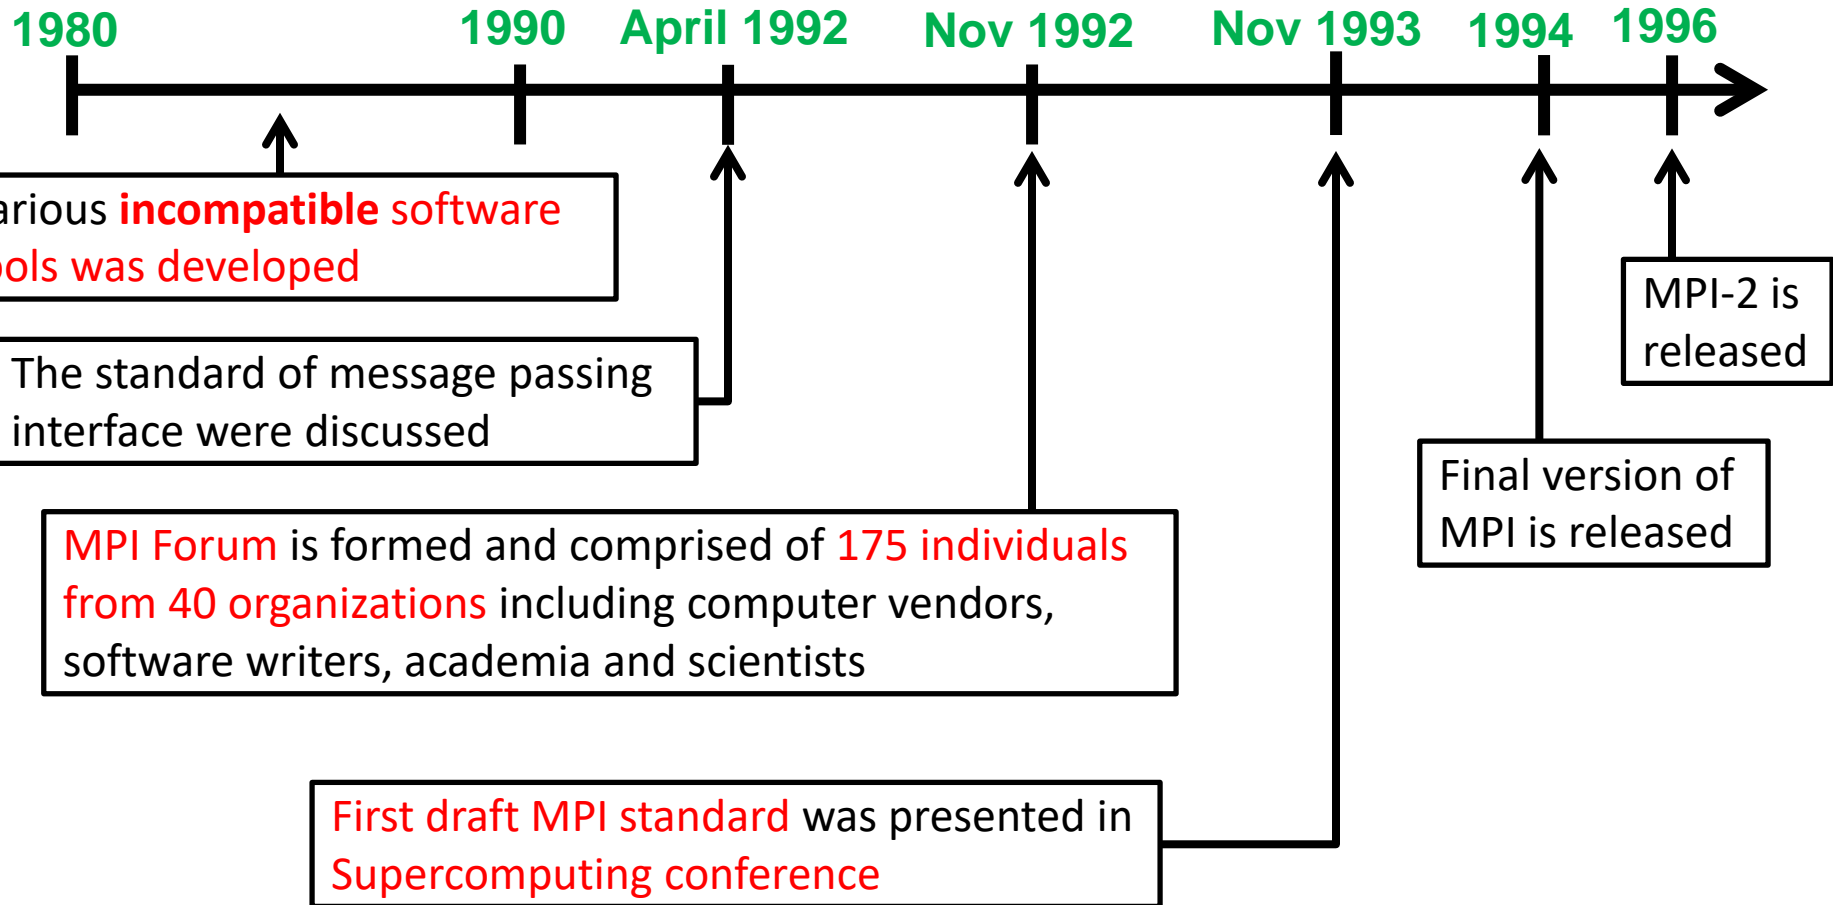 1980 1990 April 1992 Nov 1992 Nov 1993 1994 1996
arious incompatible software
ools was developed
The standard of message passing
interface were discussed
MPI Forum is formed and comprised of 175 individuals
from 40 organizations including computer vendors,
software writers, academia and scientists
First draft MPI standard was presented in
Supercomputing conference
Final version of
MPI is released
MPI-2 is
released